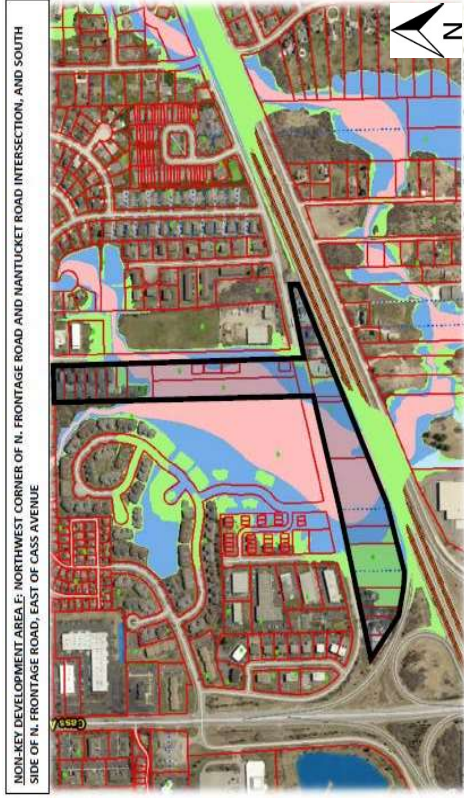 NON-KEY DEVELOPMENT AREA E: NORTHWEST CORNER OF N. FRONTAGE ROAD AND NANTUCKET ROAD INTERSECTION, AND SOUTH
SIDE OF N. FRONTAGE ROAD, EAST OF CASS AVENUE
Cass A
N